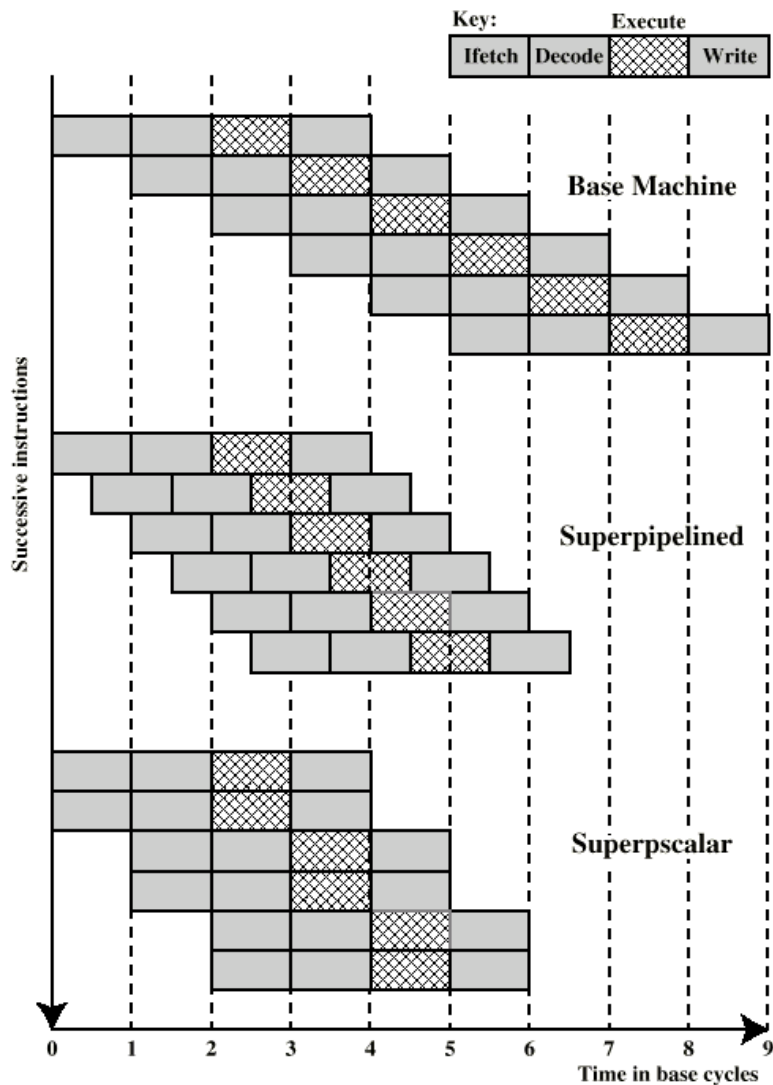 Key:
Execute
Ifetch Decode Write
Base Machine
Successive instructions
Superpipelined
Superpscalar
0 1 2 3 4 5 6 7 8 9
Time in base cycles